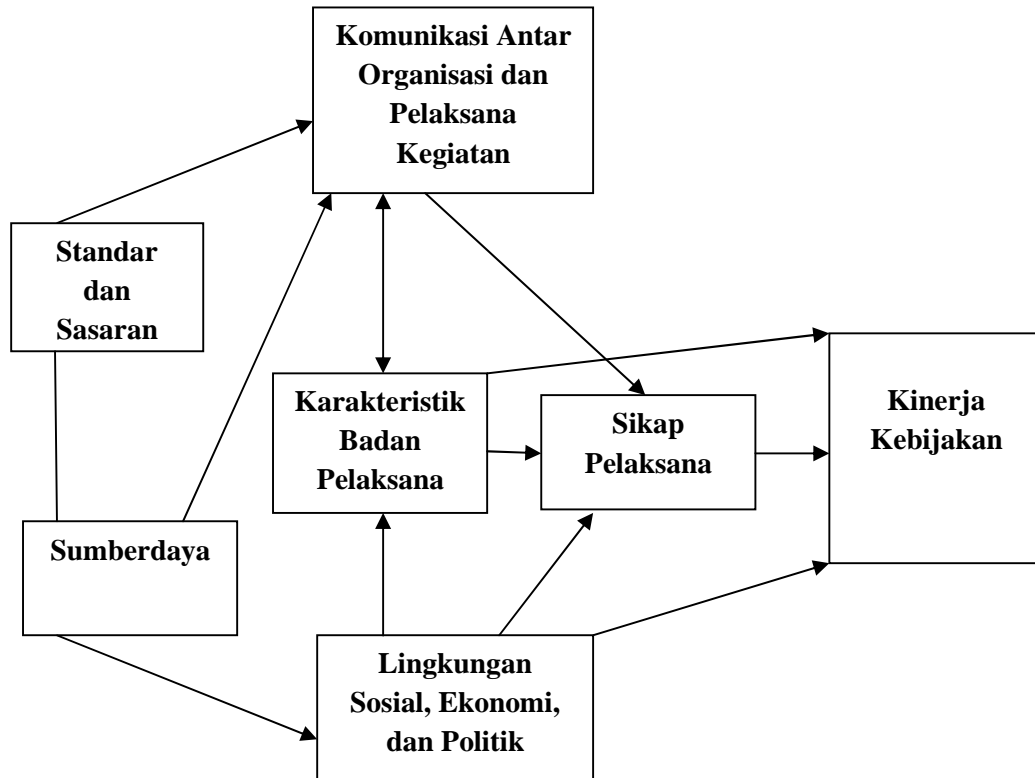 Komunikasi Antar
Organisasi dan
Pelaksana
Kegiatan
Standar
dan
Sasaran
Karakteristik
Badan
Pelaksana
Sikap
Pelaksana
Kinerja
Kebijakan
Sumberdaya
Lingkungan
Sosial, Ekonomi,
dan Politik